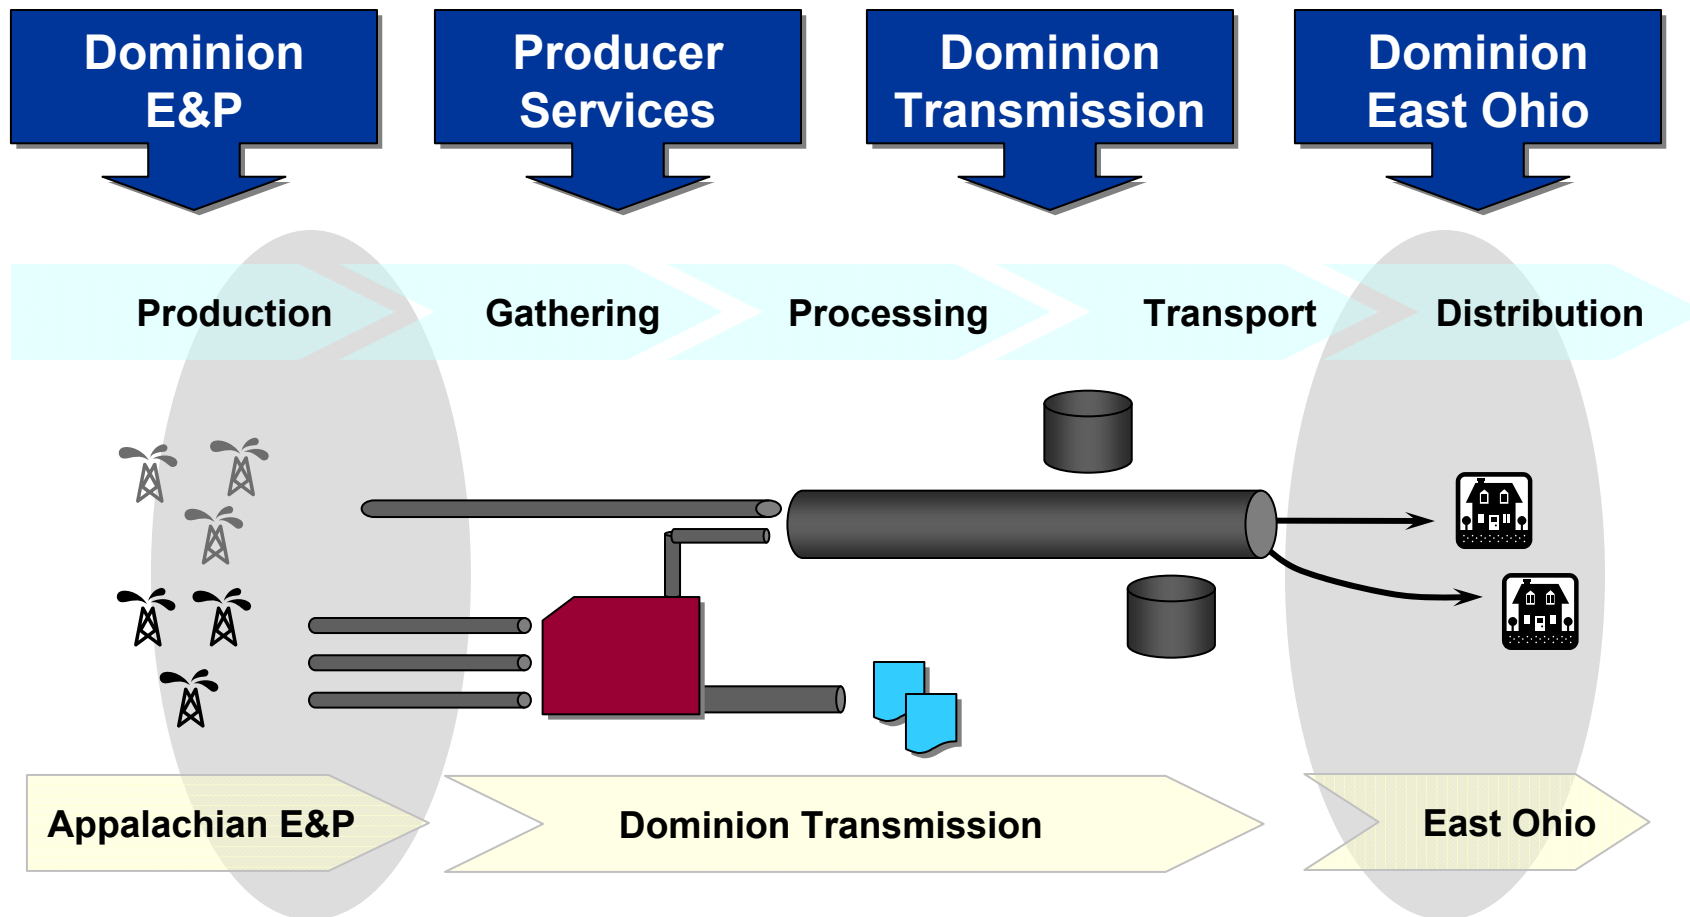 Dominion
E&P
Producer
Services
Dominion
Transmission
Dominion
East Ohio
Production
Gathering
Processing
Transport
Distribution
Appalachian E&P
Dominion Transmission
East Ohio